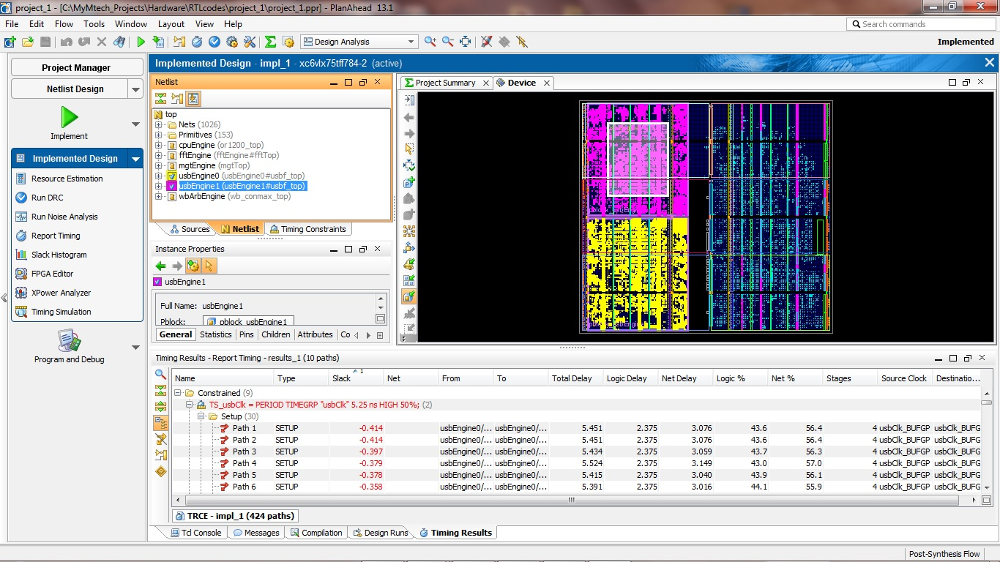 project_1 - [C:\MyMtech_Projects\Hardware\RTLcodes\project_1\project_1.ppr] - PlanAhead 13.1
File Edit Flow Tools Window Layout View Help
Search commands
Design Analysis
Implemented
Project Manager
Netlist Design
Implement
Implemented Design
Resource Estimation
Run DRC
Run Noise Analysis
Report Timing
Slack Histogram
FPGA Editor
XPower Analyzer
Timing Simulation
Program and Debug
Implemented Design - impl_1 - xc6vlx75tff784-2 (active)
Netlist
top
Nets (1026)
Primitives (153)
cpuEngine (or1200_top)
fftEngine (fftEngine#fftTop)
mgtEngine (mgtTop)
usbEngine0 (usbEngine0#usbf_top)
usbEngine1 (usbEngine1#usbf_top)
wbArbEngine (wb_conmax_top)
Sources Netlist Timing Constraints
Instance Properties
usbEngine1
Full Name: usbEngine1
Pblock: pblock_usbEngine1
General Statistics Pins Children Attributes Co
Project Summary Device
Timing Results - Report Timing - results_1 (10 paths)
Name Type Slack 1 Net From To Total Delay Logic Delay Net Delay Logic % Net % Stages Source Clock Destinatio...
Constrained (9)
TS_usbClk = PERIOD TIMEGRP "usbClk" 5.25 ns HIGH 50%; (2)
Setup (30)
Path 1 SETUP -0.414 usbEngine0/... usbEngine0/... 5.451 2.375 3.076 43.6 56.4 4 usbClk_BUFGP usbClk_BUFG
Path 2 SETUP -0.414 usbEngine0/... usbEngine0/... 5.451 2.375 3.076 43.6 56.4 4 usbClk_BUFGP usbClk_BUFG
Path 3 SETUP -0.397 usbEngine0/... usbEngine0/... 5.434 2.375 3.059 43.7 56.3 4 usbClk_BUFGP usbClk_BUFG
Path 4 SETUP -0.379 usbEngine0/... usbEngine0/... 5.524 2.375 3.149 43.0 57.0 4 usbClk_BUFGP usbClk_BUFG
Path 5 SETUP -0.378 usbEngine0/... usbEngine0/... 5.415 2.375 3.040 43.9 56.1 4 usbClk_BUFGP usbClk_BUFG
Path 6 SETUP -0.358 usbEngine0/... usbEngine0/... 5.391 2.375 3.016 44.1 55.9 4 usbClk_BUFGP usbClk_BUFG
TRCE - impl_1 (424 paths)
Tcl Console Messages Compilation Design Runs Timing Results
Post-Synthesis Flow